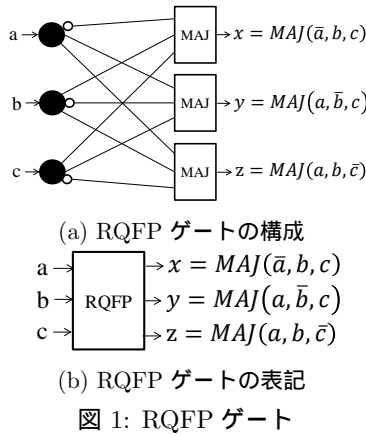 a
MAJ
x = MAJ(ā, b, c)
b
MAJ
y = MAJ(a, b̄, c)
c
MAJ
z = MAJ(a, b, c̄)
(a) RQFP ゲートの構成
a
b
c
RQFP
x = MAJ(ā, b, c)
y = MAJ(a, b̄, c)
z = MAJ(a, b, c̄)
(b) RQFP ゲートの表記
図 1: RQFP ゲート